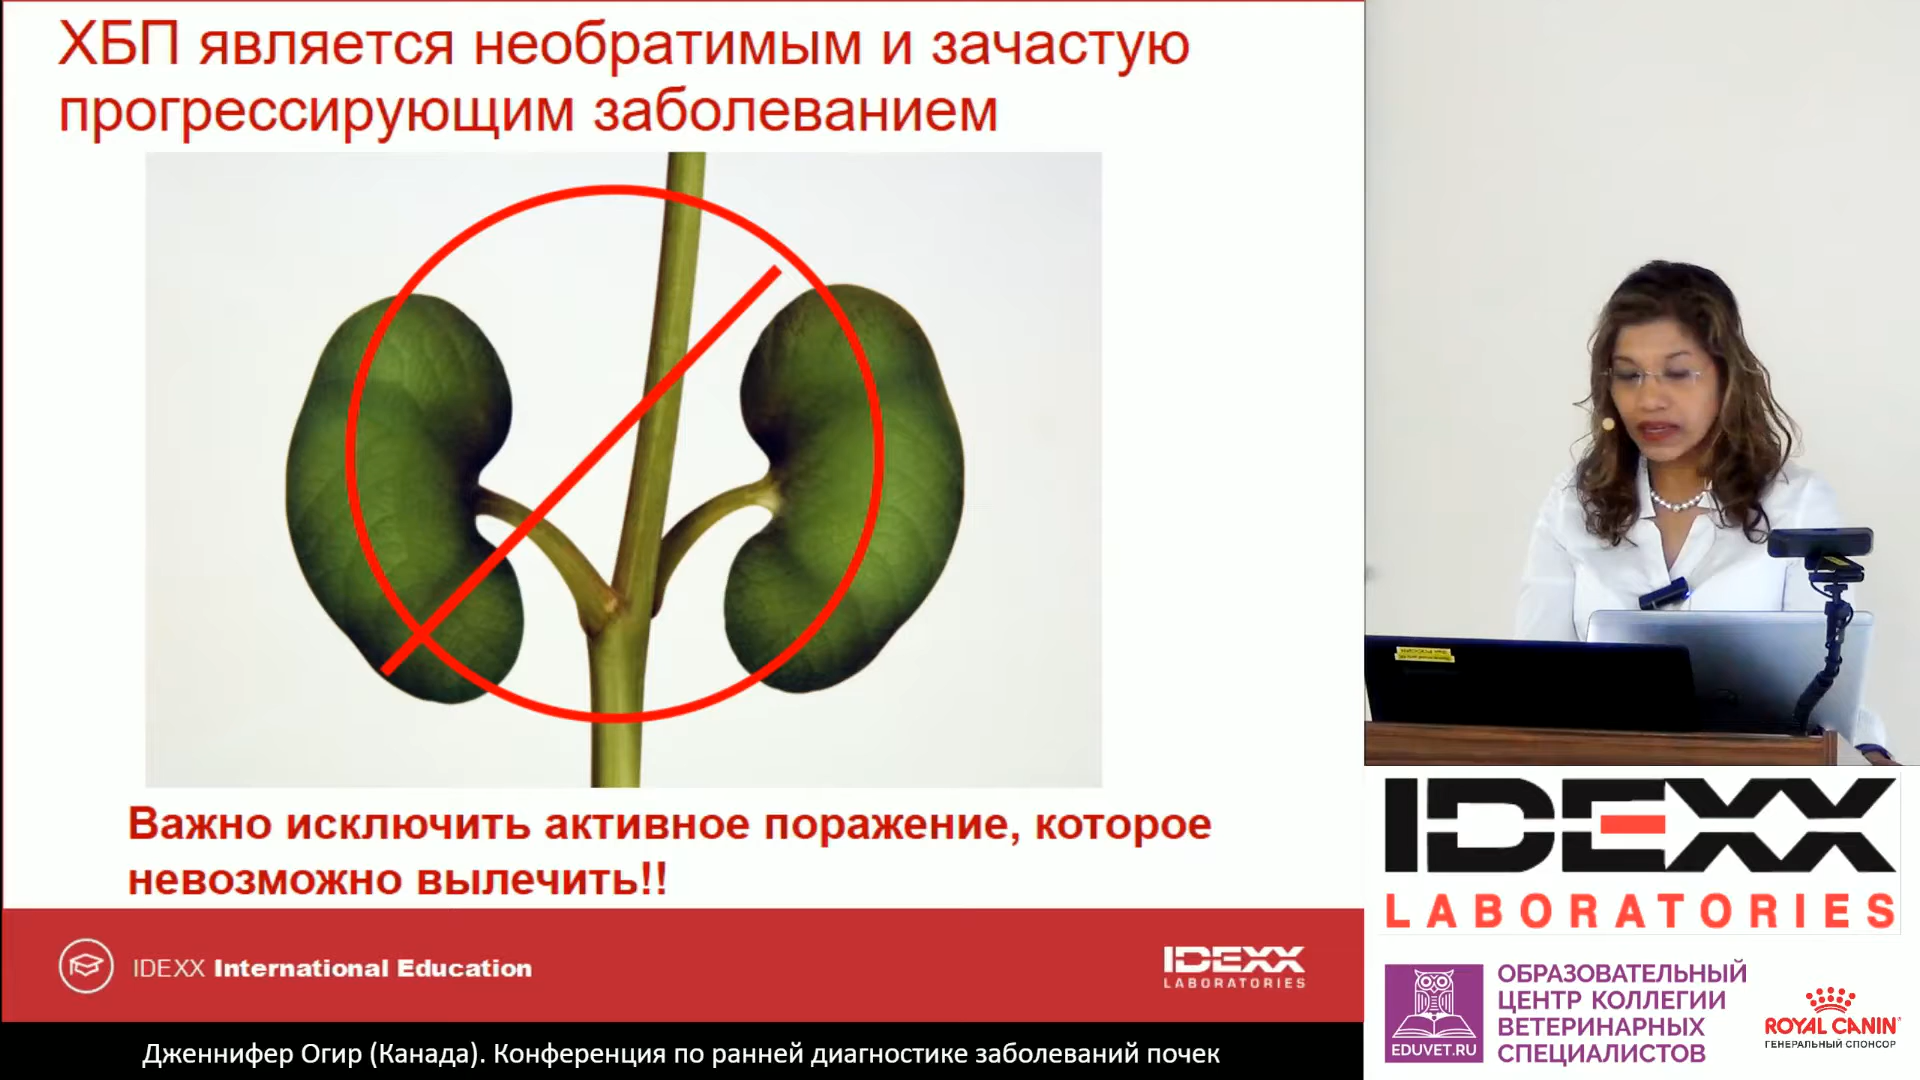 ХБП является необратимым и зачастую
прогрессирующим заболеванием
Важно исключить активное поражение, которое
невозможно вылечить!!
IDEXX International Education
IDEXX
LABORATORIES
Дженнифер Огир (Канада). Конференция по ранней диагностике заболеваний почек
IDEXX
LABORATORIES
EDUVET.RU
ОБРАЗОВАТЕЛЬНЫЙ
ЦЕНТР КОЛЛЕГИИ
ВЕТЕРИНАРНЫХ
СПЕЦИАЛИСТОВ
ROYAL CANIN
ГЕНЕРАЛЬНЫЙ СПОНСОР